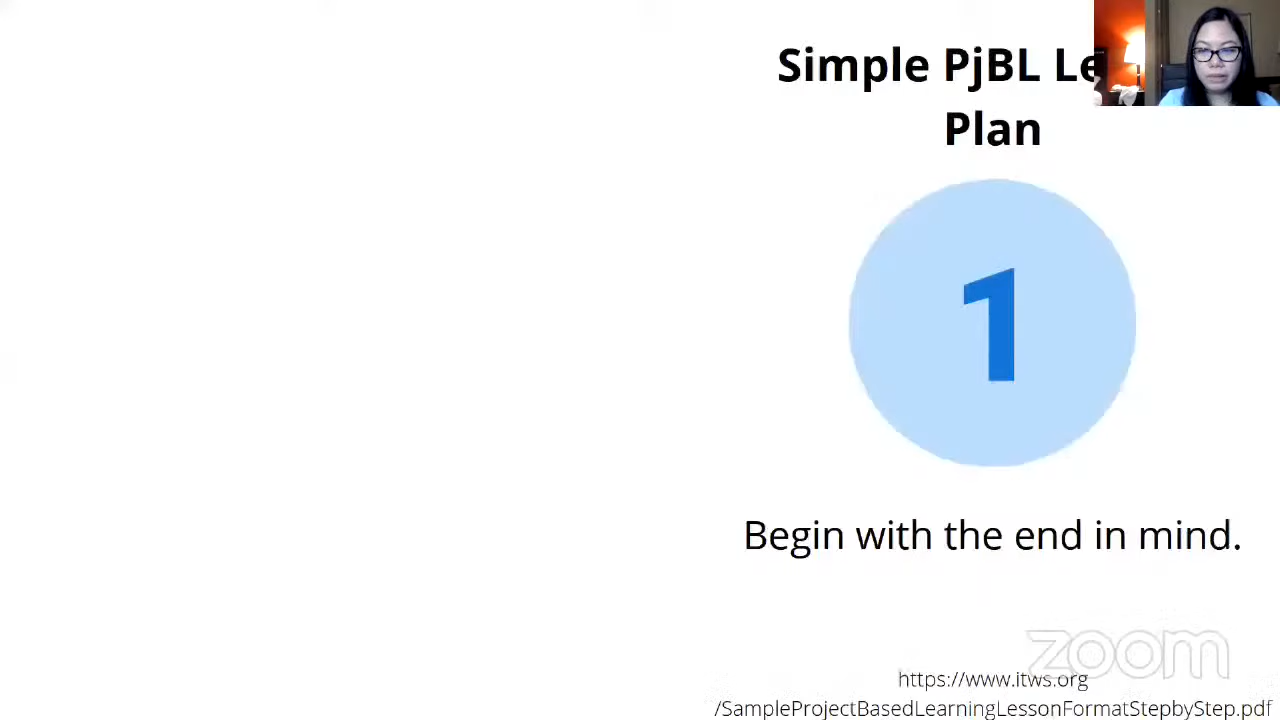 Simple PjBL Le
Plan
1
Begin with the end in mind.
zoom
https://www.itws.org
/SampleProjectBasedLearningLessonFormatStepbyStep.pdf